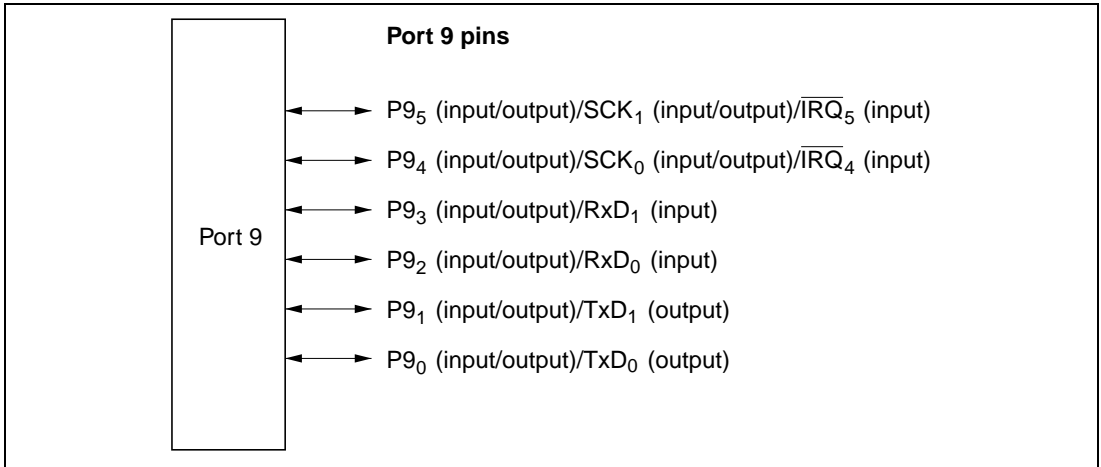 Port 9 pins
P9₅ (input/output)/SCK₁ (input/output)/I̅R̅Q̅₅ (input)
P9₄ (input/output)/SCK₀ (input/output)/I̅R̅Q̅₄ (input)
P9₃ (input/output)/RxD₁ (input)
Port 9
P9₂ (input/output)/RxD₀ (input)
P9₁ (input/output)/TxD₁ (output)
P9₀ (input/output)/TxD₀ (output)